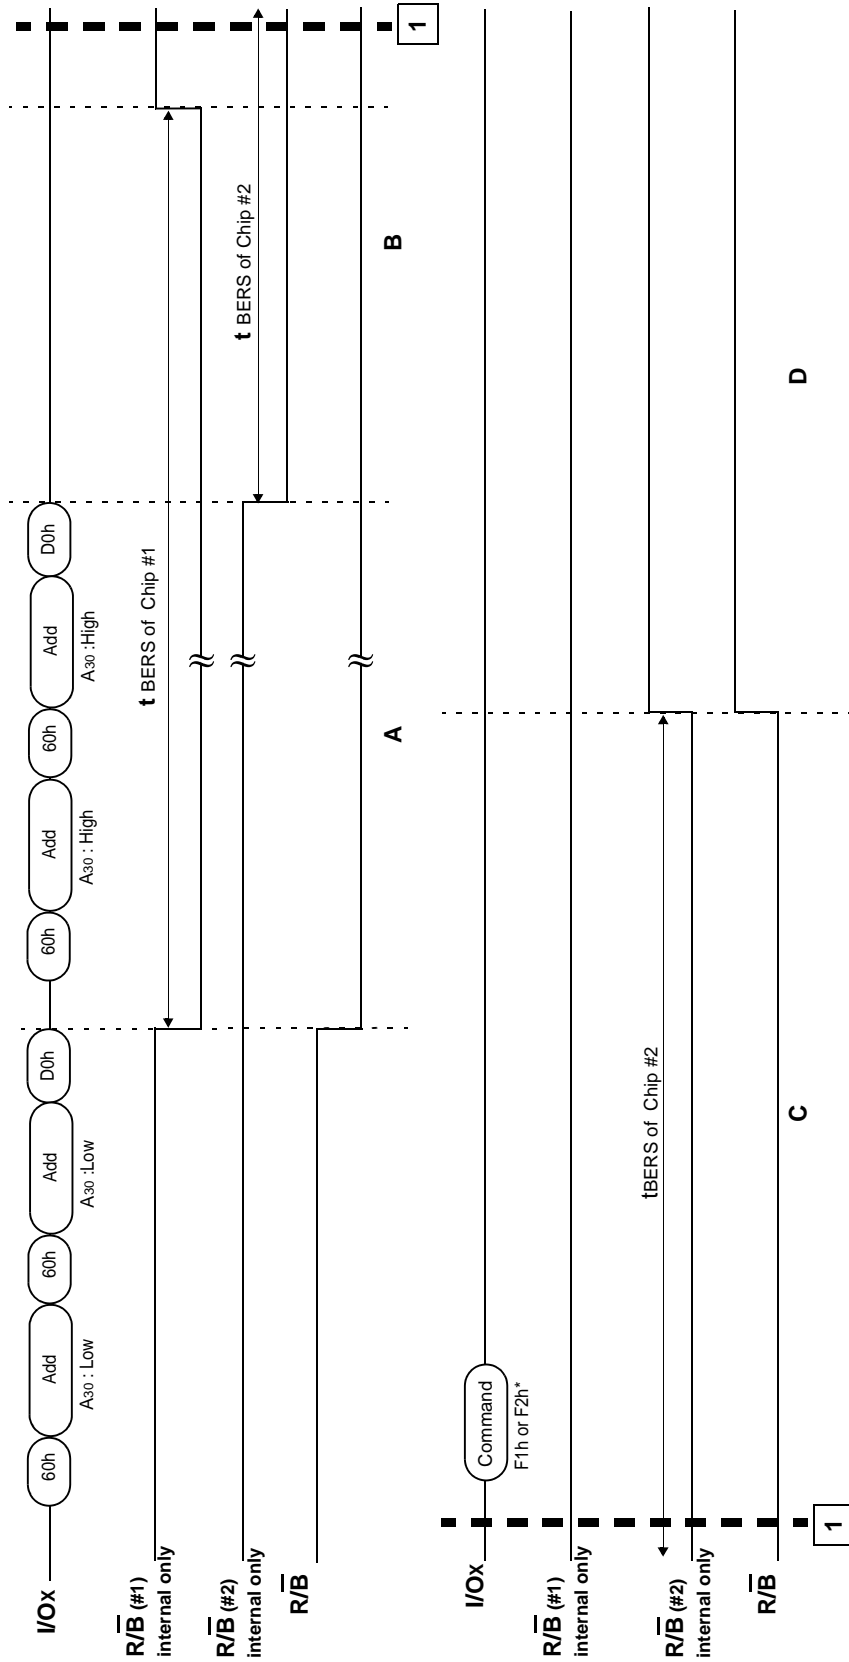 I/Ox
60h
Add
A30 : Low
60h
Add
A30 :Low
D0h
60h
Add
A30 : High
60h
Add
A30 :High
D0h
R/B (#1)
internal only
t BERS of Chip #1
R/B (#2)
internal only
t BERS of Chip #2
R/B
A
B
1
I/Ox
Command
F1h or F2h*
R/B (#1)
internal only
R/B (#2)
internal only
tBERS of Chip #2
R/B
C
D
1